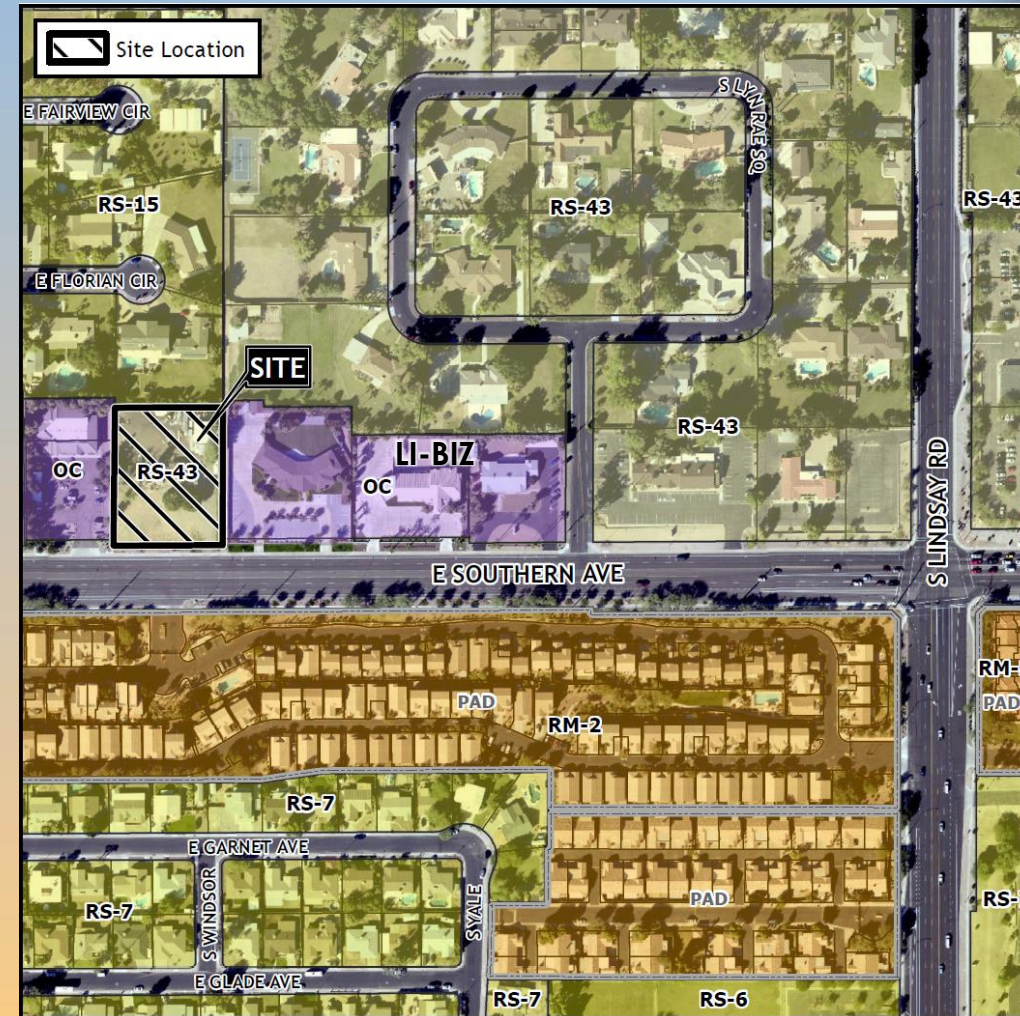 Site Location
E FAIRVIEW CIR
S LYN RAE SQ
RS-15
RS-43
RS-43
E FLORIAN CIR
SITE
RS-43
LI-BIZ
OC
RS-43
OC
S LINDSAY RD
E SOUTHERN AVE
RM-
PAD
PAD
RM-2
RS-7
E GARNET AVE
S WINDSOR
S YALE
RS-7
PAD
RS-
E GLADE AVE
RS-7
RS-6